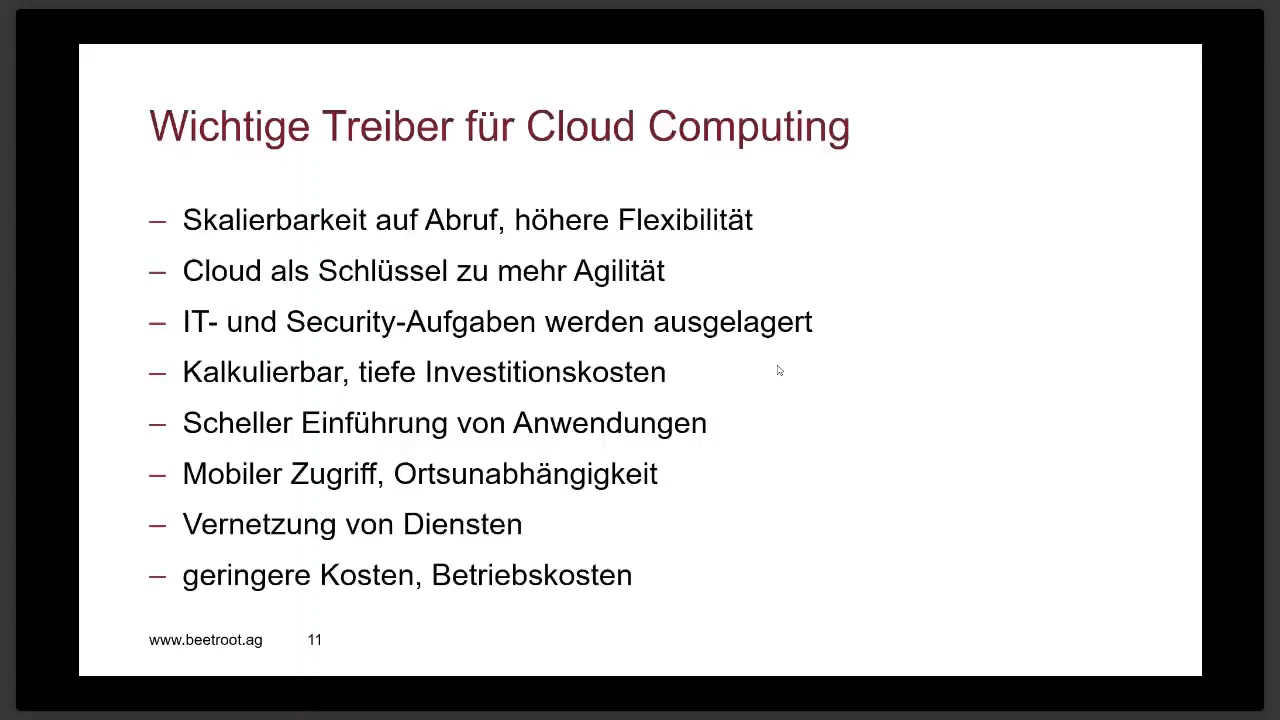 Wichtige Treiber für Cloud Computing
– Skalierbarkeit auf Abruf, höhere Flexibilität
– Cloud als Schlüssel zu mehr Agilität
– IT- und Security-Aufgaben werden ausgelagert
– Kalkulierbar, tiefe Investitionskosten
– Scheller Einführung von Anwendungen
– Mobiler Zugriff, Ortsunabhängigkeit
– Vernetzung von Diensten
– geringere Kosten, Betriebskosten
www.beetroot.ag 11